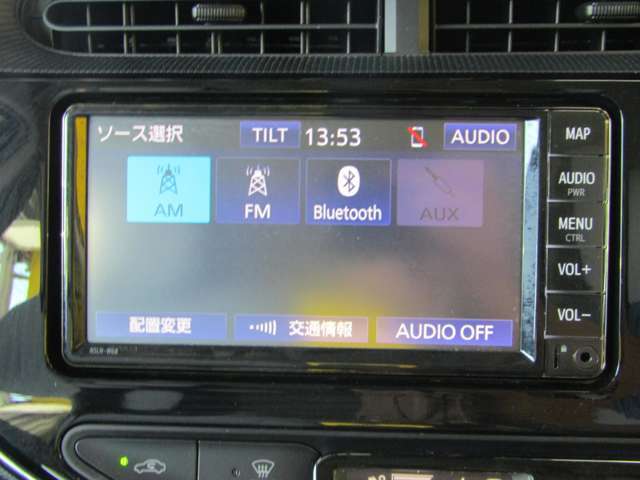 ソース選択 TILT 13:53 AUDIO
AM FM Bluetooth AUX
配置変更 交通情報 AUDIO OFF
MAP
AUDIO
PWR
MENU
CTRL
VOL+
VOL-